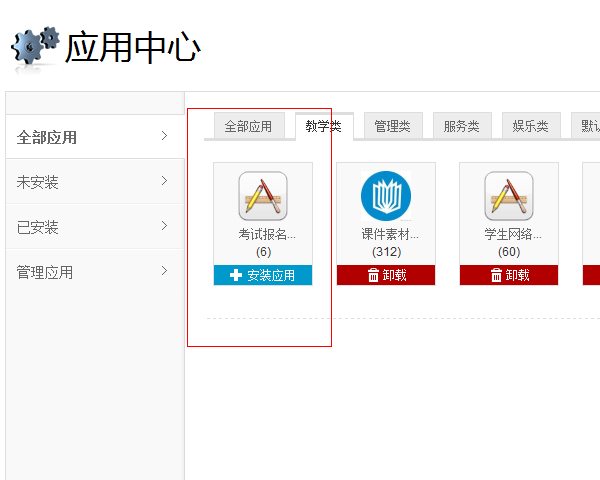 应用中心
全部应用
未安装
已安装
管理应用
全部应用 教学类 管理类 服务类 娱乐类
考试报名... 课件素材... 学生网络...
(6) (312) (60)
安装应用 卸载 卸载